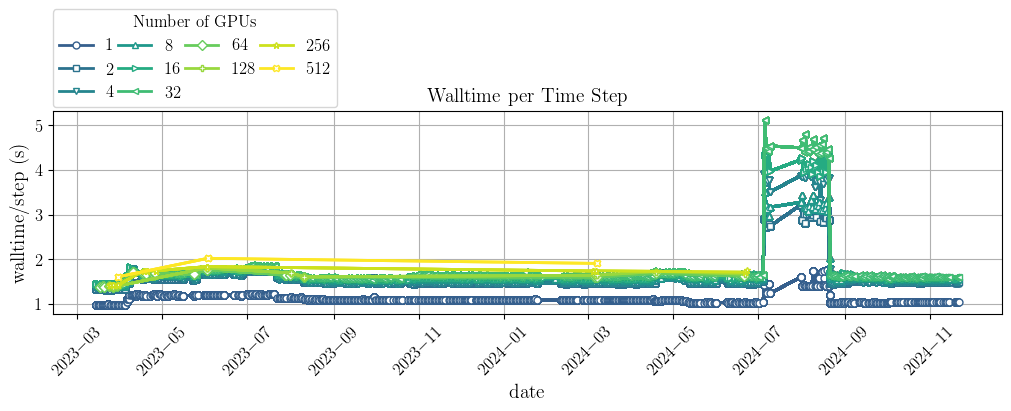 Number of GPUs
1 8 64 256
2 16 128 512
4 32
Walltime per Time Step
walltime/step (s)
5
4
3
2
1
2023−03 2023−05 2023−07 2023−09 2023−11 2024−01 2024−03 2024−05 2024−07 2024−09 2024−11
date